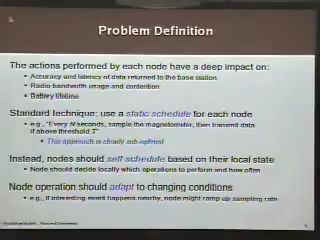 Problem Definition
The actions performed by each node have a deep impact on:
• Accuracy and latency of data returned to the base station
• Radio bandwidth usage and contention
• Battery lifetime
Standard technique: use a static schedule for each node
• e.g., "Every N seconds, sample the magnetometer, then transmit data
if above threshold T"
• This approach is clearly sub-optimal
Instead, nodes should self-schedule based on their local state
• Node should decide locally which operations to perform and how often
Node operation should adapt to changing conditions
• e.g., if interesting event happens nearby, node might ramp up sampling rate